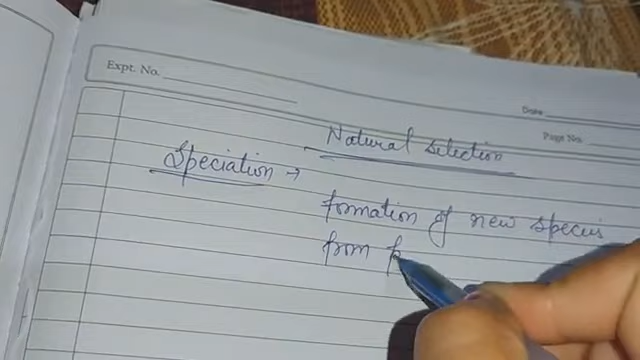 Expt. No.
Date
Page No.
Natural Selection
Speciation →
formation of new species
from